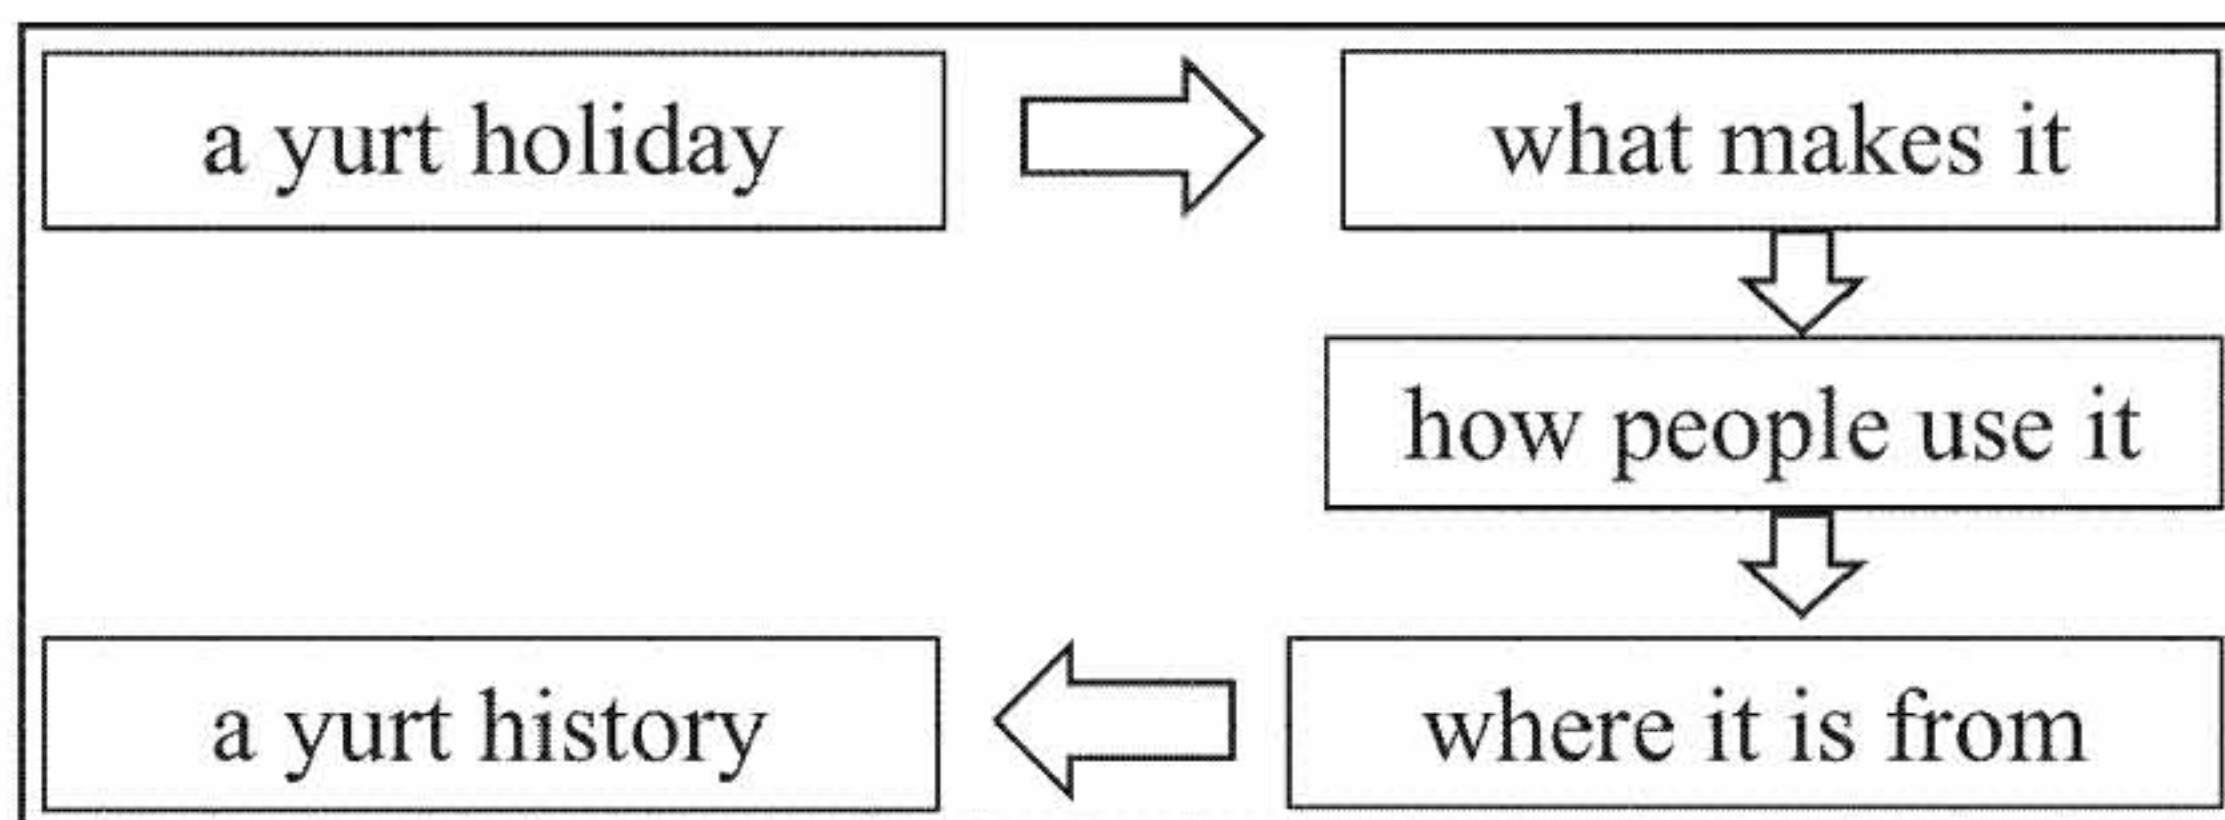 a yurt holiday
what makes it
how people use it
where it is from
a yurt history